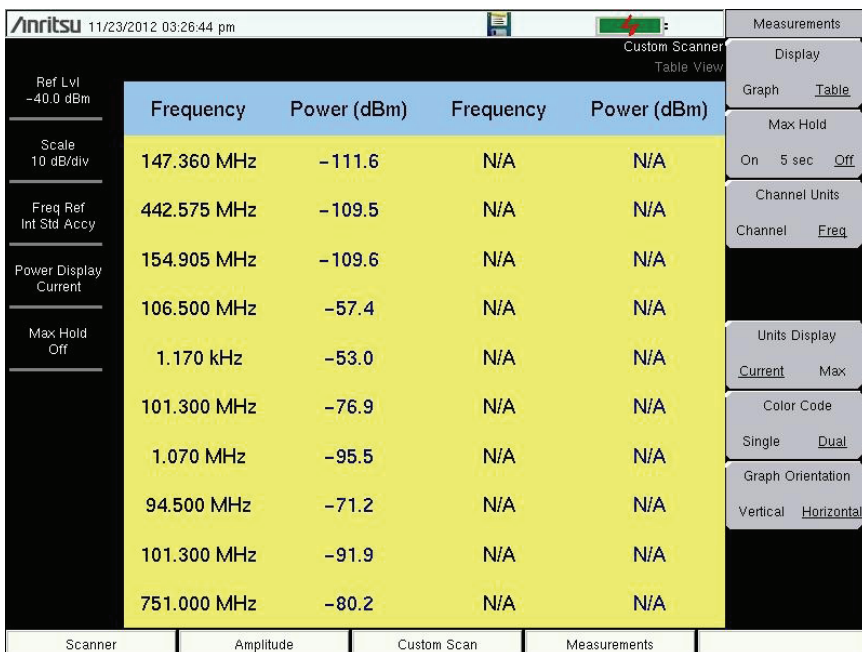 Anritsu 11/23/2012 03:26:44 pm
Custom Scanner
Table View
Ref Lvl
-40.0 dBm
Scale
10 dB/div
Freq Ref
Int Std Accy
Power Display
Current
Max Hold
Off
Frequency Power (dBm) Frequency Power (dBm)
147.360 MHz -111.6 N/A N/A
442.575 MHz -109.5 N/A N/A
154.905 MHz -109.6 N/A N/A
106.500 MHz -57.4 N/A N/A
1.170 kHz -53.0 N/A N/A
101.300 MHz -76.9 N/A N/A
1.070 MHz -95.5 N/A N/A
94.500 MHz -71.2 N/A N/A
101.300 MHz -91.9 N/A N/A
751.000 MHz -80.2 N/A N/A
Measurements
Display
Graph Table
Max Hold
On 5 sec Off
Channel Units
Channel Freq
Units Display
Current Max
Color Code
Single Dual
Graph Orientation
Vertical Horizontal
Scanner Amplitude Custom Scan Measurements